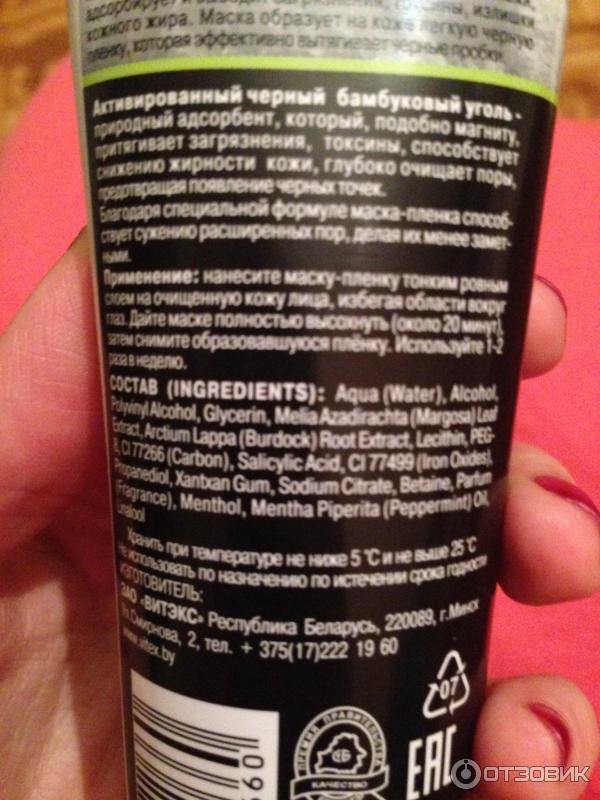 адсорбирует и
излишки
кожного жира. Маска образует на коже легкую черную
пленку, которая эффективно вытягивает черные пробки.
Активированный черный бамбуковый уголь -
природный адсорбент, который, подобно магниту,
притягивает загрязнения, токсины, способствует
снижению жирности кожи, глубоко очищает поры,
предотвращая появление черных точек.
Благодаря специальной формуле маска-пленка способ-
ствует сужению расширенных пор, делая их менее замет-
ными.
Применение: нанесите маску-пленку тонким ровным
слоем на очищенную кожу лица, избегая области вокруг
глаз. Дайте маске полностью высохнуть (около 20 минут),
затем снимите образовавшуюся плёнку. Используйте 1-2
раза в неделю.
СОСТАВ (INGREDIENTS): Aqua (Water), Alcohol,
Polyvinyl Alcohol, Glycerin, Melia Azadirachta (Margosa) Leaf
Extract, Arctium Lappa (Burdock) Root Extract, Lecithin, PEG-
8, CI 77266 (Carbon), Salicylic Acid, CI 77499 (Iron Oxides),
Propanediol, Xantxan Gum, Sodium Citrate, Betaine, Parfum
(Fragrance), Menthol, Mentha Piperita (Peppermint) Oil,
Linalool
Хранить при температуре не ниже 5 °C и не выше 25 °C
Не использовать по назначению по истечении срока годности
ИЗГОТОВИТЕЛЬ:
ЗАО «ВИТЭКС» Республика Беларусь, 220089, г. Минск
ул.Смирнова, 2, тел. + 375(17)222 19 60
www.vitex.by
07
ПРЕМИЯ ПРАВИТЕЛЬСТВА
КАЧЕСТВО
EAC
ОТЗОВИК